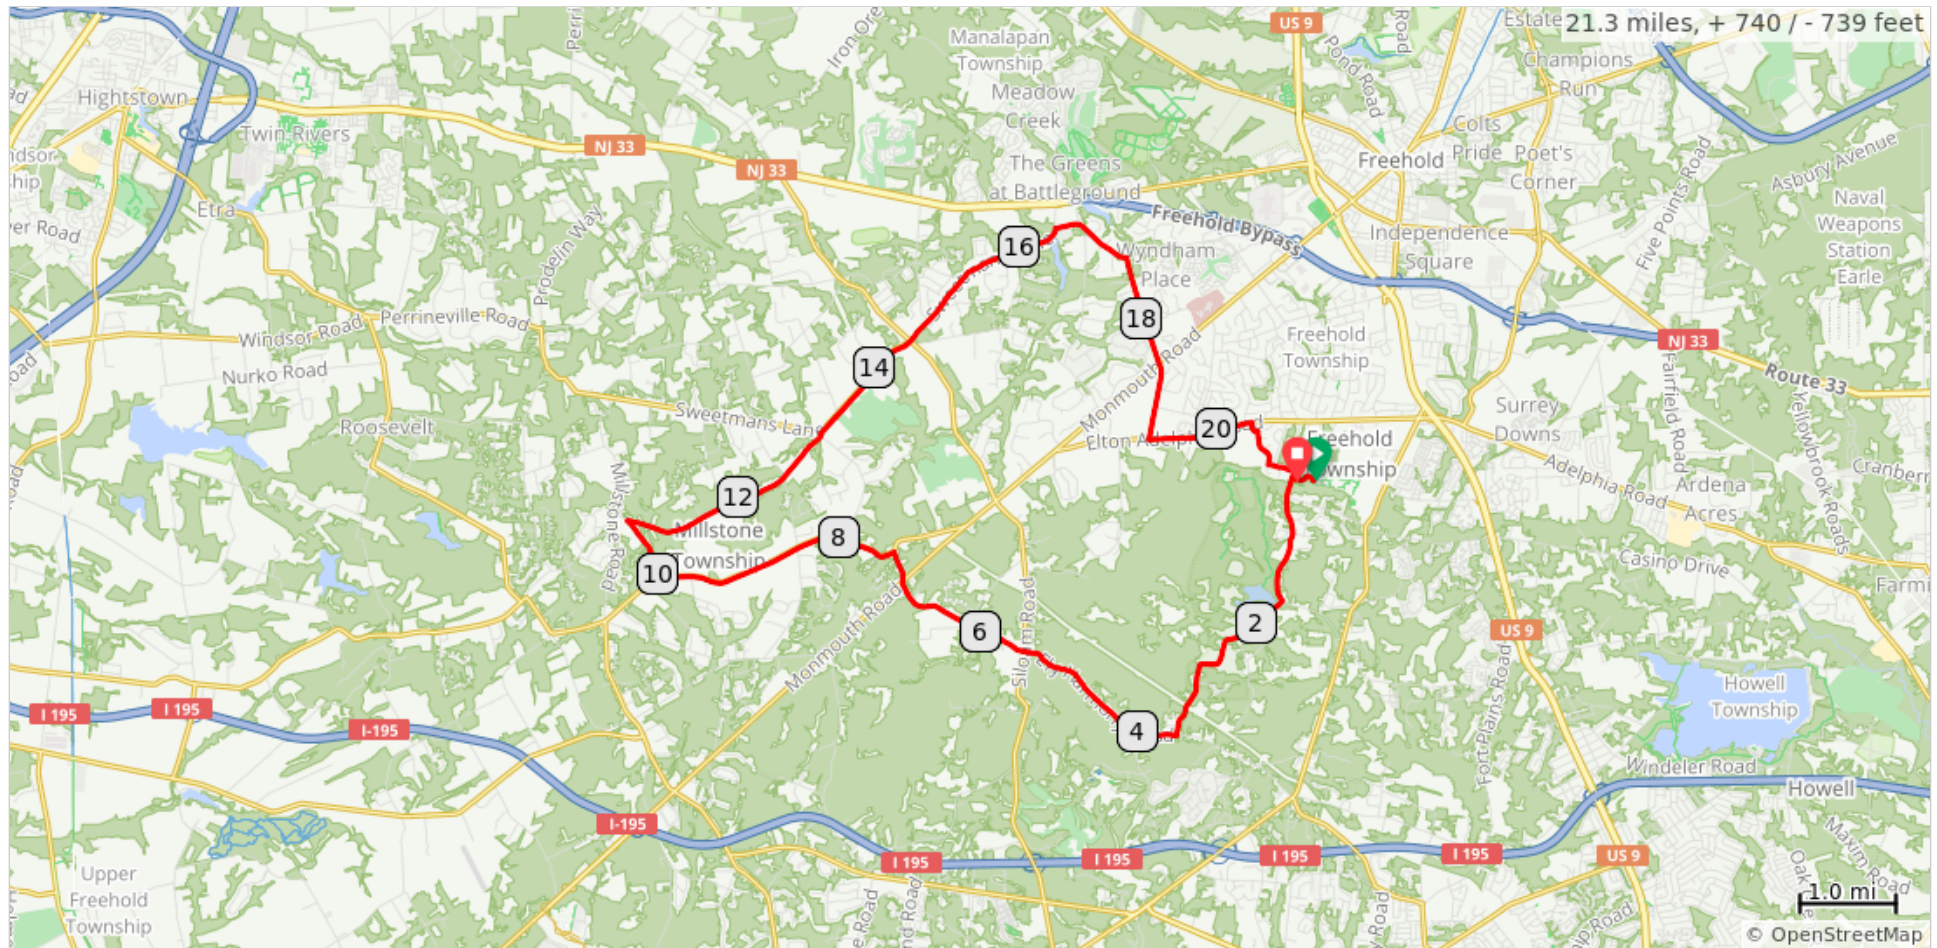 21.3 miles, + 740 / - 739 feet
US 9
Manalapan
Township
Meadow
Creek
The Greens
at Battleground
Pond Road
Road
Champions
Run
Colts
Pride
Poet's
Corner
Freehold
Five Points Road
Asbury Avenue
Naval
Weapons
Station
Earle
Hightstown
Twin Rivers
Etra
NJ 33
NJ 33
Freehold Bypass
Independence
Square
Wyndham
Place
16
18
Freehold
Township
NJ 33
Route 33
Fairfield Road
Yellowbrook Roads
Prodelin Way
Windsor Road
Perrineville Road
Nurko Road
Roosevelt
Sweetmans Lane
14
Monmouth Road
20
Surrey
Downs
Freehold
Township
Adelphia Road
Ardena
Acres
Casino Drive
Millstone Road
12
Millstone
Township
8
10
6
2
4
Monmouth Road
US 9
Howell
Township
Fort Plains Road
Windeler Road
Howell
I 195
I 195
I-195
I-195
I 195
I 195
I 195
I 195
US 9
Maxim Road
Upper
Freehold
Township
1.0 mi
© OpenStreetMap